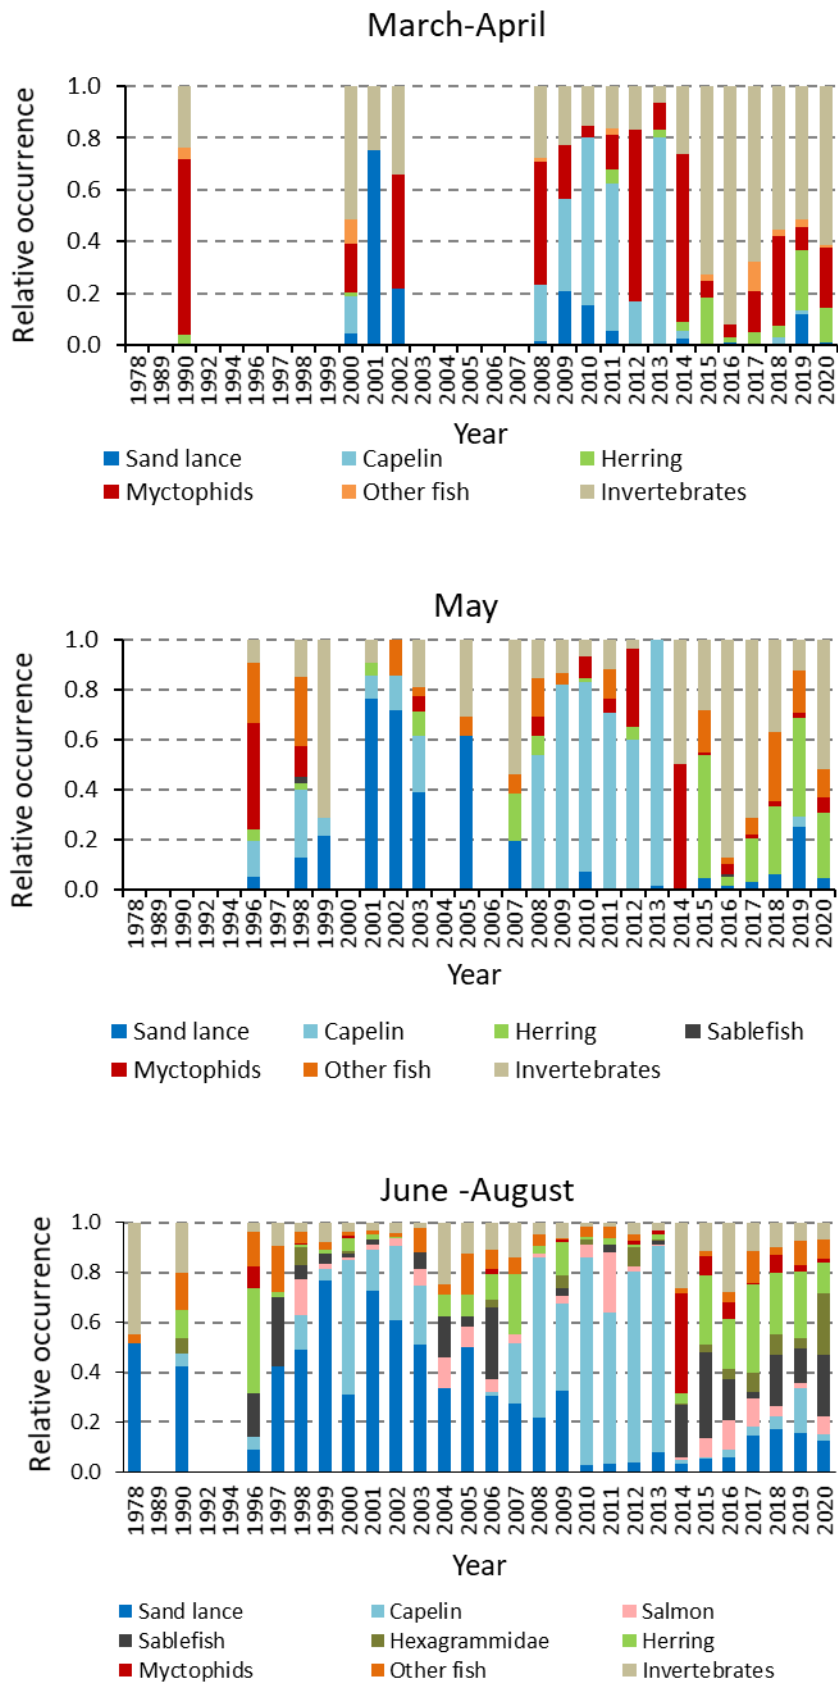 March-April
Relative occurrence
1.0
0.8
0.6
0.4
0.2
0.0
1978 1989 1990 1992 1994 1996 1997 1998 1999 2000 2001 2002 2003 2004 2005 2006 2007 2008 2009 2010 2011 2012 2013 2014 2015 2016 2017 2018 2019 2020
Year
Sand lance Capelin Herring
Myctophids Other fish Invertebrates
May
Relative occurrence
1.0
0.8
0.6
0.4
0.2
0.0
1978 1989 1990 1992 1994 1996 1997 1998 1999 2000 2001 2002 2003 2004 2005 2006 2007 2008 2009 2010 2011 2012 2013 2014 2015 2016 2017 2018 2019 2020
Year
Sand lance Capelin Herring Sablefish
Myctophids Other fish Invertebrates
June -August
Relative occurrence
1.0
0.8
0.6
0.4
0.2
0.0
1978 1989 1990 1992 1994 1996 1997 1998 1999 2000 2001 2002 2003 2004 2005 2006 2007 2008 2009 2010 2011 2012 2013 2014 2015 2016 2017 2018 2019 2020
Year
Sand lance Capelin Salmon
Sablefish Hexagrammidae Herring
Myctophids Other fish Invertebrates